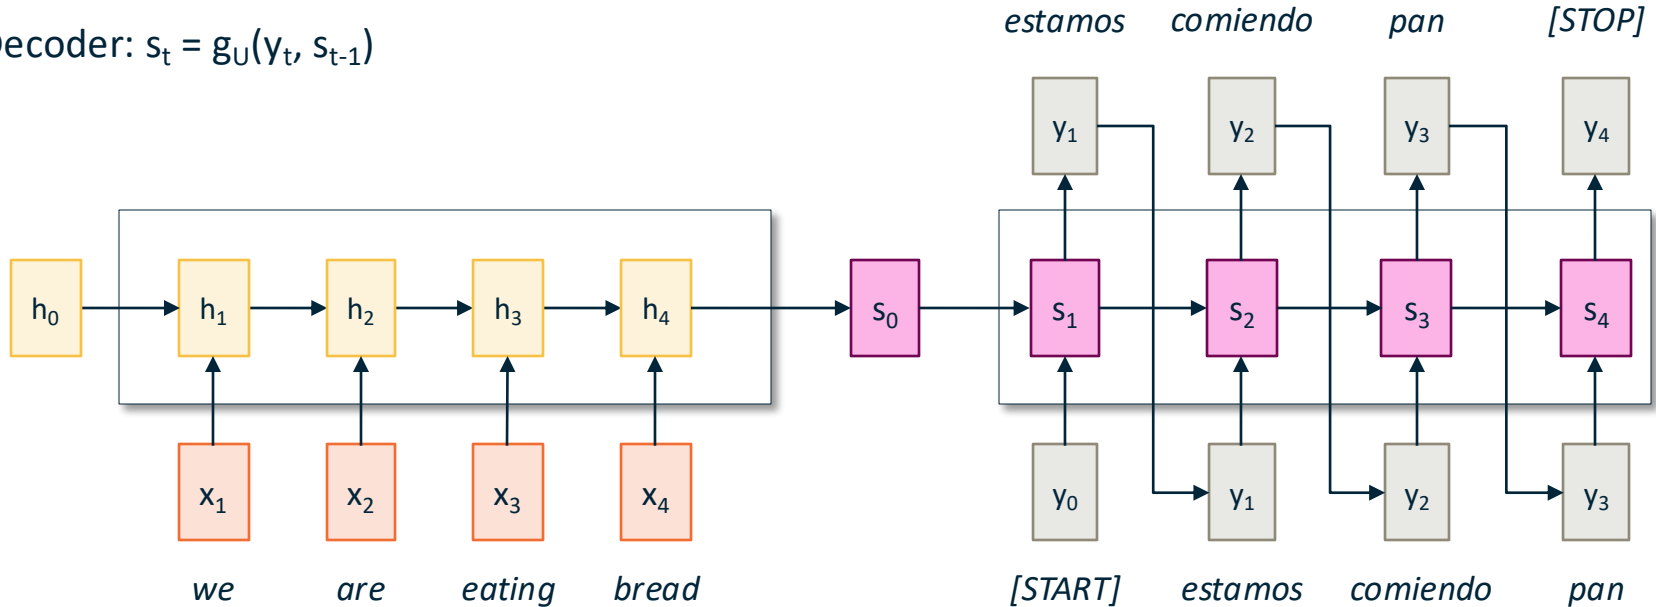 estamos comiendo pan [STOP]
ecoder: sₜ = g_U(yₜ, sₜ₋₁)
y₁ y₂ y₃ y₄
h₀ h₁ h₂ h₃ h₄ s₀ s₁ s₂ s₃ s₄
x₁ x₂ x₃ x₄ y₀ y₁ y₂ y₃
we are eating bread [START] estamos comiendo pan